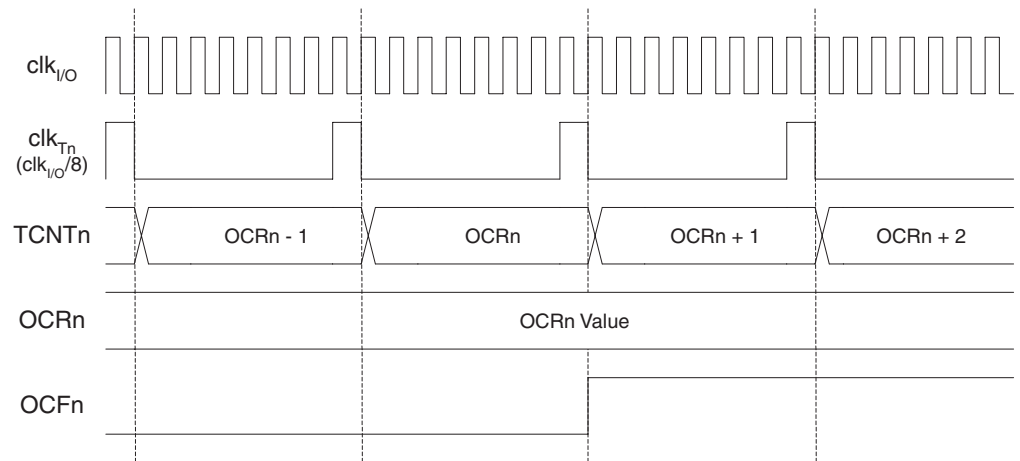 clkI/O
clkTn
(clkI/O/8)
TCNTn
OCRn - 1
OCRn
OCRn + 1
OCRn + 2
OCRn
OCRn Value
OCFn